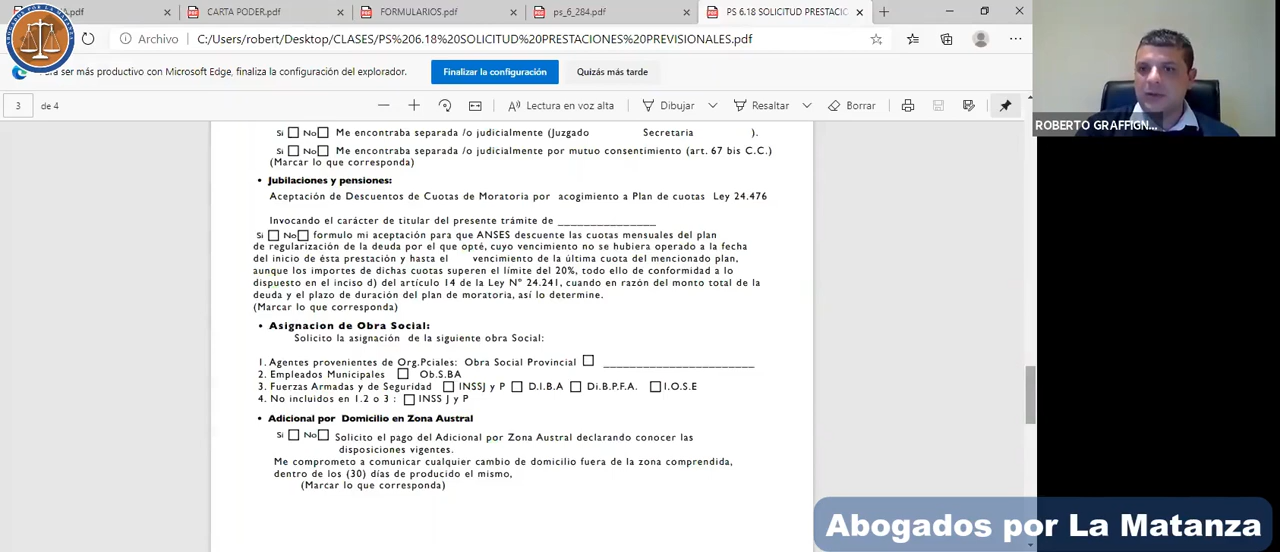 A.pdf
CARTA PODER.pdf
FORMULARIOS.pdf
ps_6_284.pdf
PS 6.18 SOLICITUD PRESTACIC
ABOGADOS POR LA MATANZA
Archivo
C:/Users/robert/Desktop/CLASES/PS%206.18%20SOLICITUD%20PRESTACIONES%20PREVISIONALES.pdf
ra ser más productivo con Microsoft Edge, finaliza la configuración del explorador.
Finalizar la configuración
Quizás más tarde
3 de 4
Lectura en voz alta
Dibujar
Resaltar
Borrar
ROBERTO GRAFFIGN...
Si No Me encontraba separada /o judicialmente (Juzgado Secretaria ).
Si No Me encontraba separada /o judicialmente por mutuo consentimiento (art. 67 bis C.C.)
(Marcar lo que corresponda)
• Jubilaciones y pensiones:
Aceptación de Descuentos de Cuotas de Moratoria por acogimiento a Plan de cuotas Ley 24.476
Invocando el carácter de titular del presente trámite de _______________
Si No formulo mi aceptación para que ANSES descuente las cuotas mensuales del plan
de regularización de la deuda por el que opté, cuyo vencimiento no se hubiera operado a la fecha
del inicio de ésta prestación y hasta el vencimiento de la última cuota del mencionado plan,
aunque los importes de dichas cuotas superen el límite del 20%, todo ello de conformidad a lo
dispuesto en el inciso d) del artículo 14 de la Ley Nº 24.241, cuando en razón del monto total de la
deuda y el plazo de duración del plan de moratoria, así lo determine.
(Marcar lo que corresponda)
• Asignacion de Obra Social:
Solicito la asignación de la siguiente obra Social:
1. Agentes provenientes de Org.Pciales: Obra Social Provincial _______________________
2. Empleados Municipales Ob.S.BA
3. Fuerzas Armadas y de Seguridad INSSJ y P D.I.B.A Di.B.P.F.A. I.O.S.E
4. No incluidos en 1.2 o 3 : INSS J y P
• Adicional por Domicilio en Zona Austral
Si No Solicito el pago del Adicional por Zona Austral declarando conocer las
disposiciones vigentes.
Me comprometo a comunicar cualquier cambio de domicilio fuera de la zona comprendida,
dentro de los (30) días de producido el mismo,
(Marcar lo que corresponda)
Abogados por La Matanza